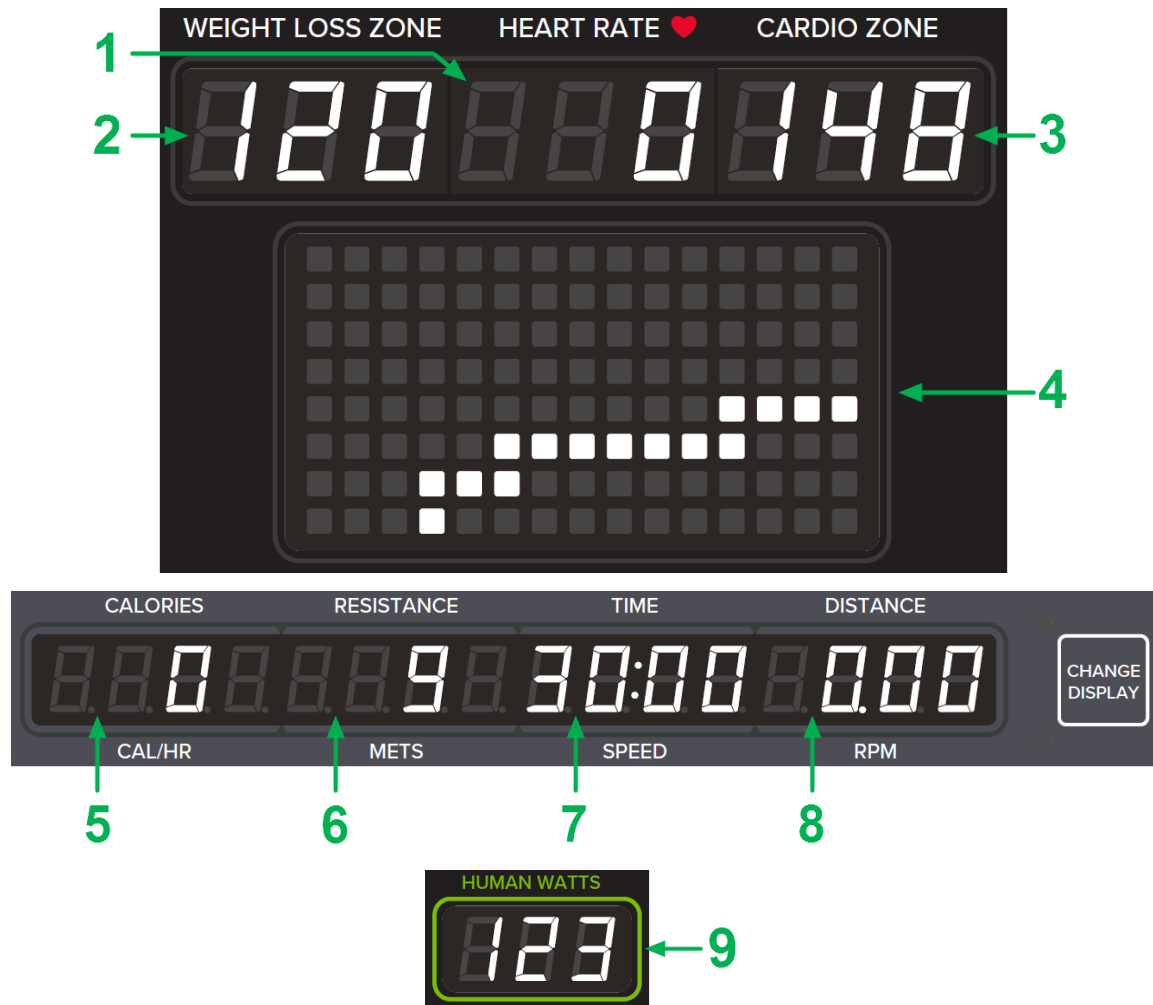 WEIGHT LOSS ZONE HEART RATE CARDIO ZONE
1
2 120 0 148 3
4
CALORIES RESISTANCE TIME DISTANCE
0 9 30:00 0.00
CHANGE
DISPLAY
CAL/HR METS SPEED RPM
5 6 7 8
HUMAN WATTS
123 9